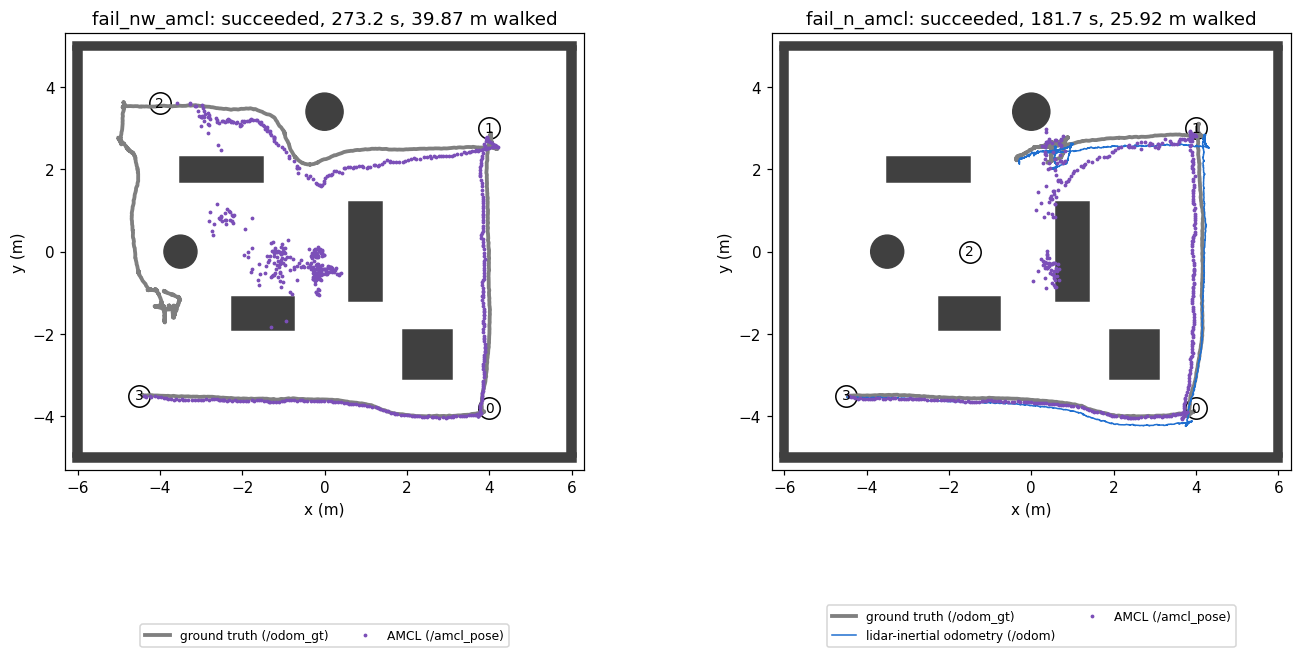 fail_nw_amcl: succeeded, 273.2 s, 39.87 m walked
y (m)
4
2
0
−2
−4
2
1
3
0
−6
−4
−2
0
2
4
6
x (m)
ground truth (/odom_gt)
AMCL (/amcl_pose)
fail_n_amcl: succeeded, 181.7 s, 25.92 m walked
y (m)
4
2
0
−2
−4
1
2
3
0
−6
−4
−2
0
2
4
6
x (m)
ground truth (/odom_gt)
lidar-inertial odometry (/odom)
AMCL (/amcl_pose)